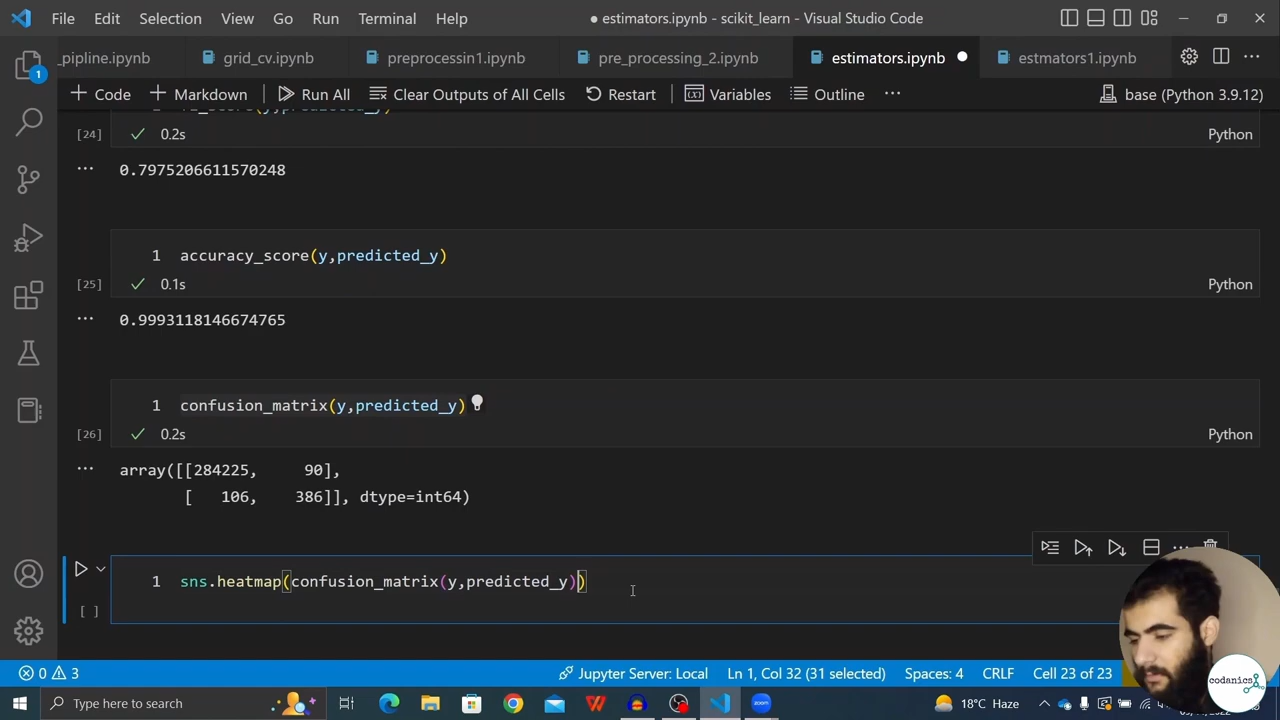 File Edit Selection View Go Run Terminal Help
● estimators.ipynb - scikit_learn - Visual Studio Code
_pipline.ipynb grid_cv.ipynb preprocessin1.ipynb pre_processing_2.ipynb estimators.ipynb estmators1.ipynb
1
+ Code + Markdown Run All Clear Outputs of All Cells Restart Variables Outline ... base (Python 3.9.12)
[24] 0.2s Python
... 0.7975206611570248
1 accuracy_score(y,predicted_y)
[25] 0.1s Python
... 0.9993118146674765
1 confusion_matrix(y,predicted_y)
[26] 0.2s Python
... array([[284225, 90],
[ 106, 386]], dtype=int64)
1 sns.heatmap(confusion_matrix(y,predicted_y))
[ ]
codanics
0 3 Jupyter Server: Local Ln 1, Col 32 (31 selected) Spaces: 4 CRLF Cell 23 of 23
Type here to search zoom 18°C Haze